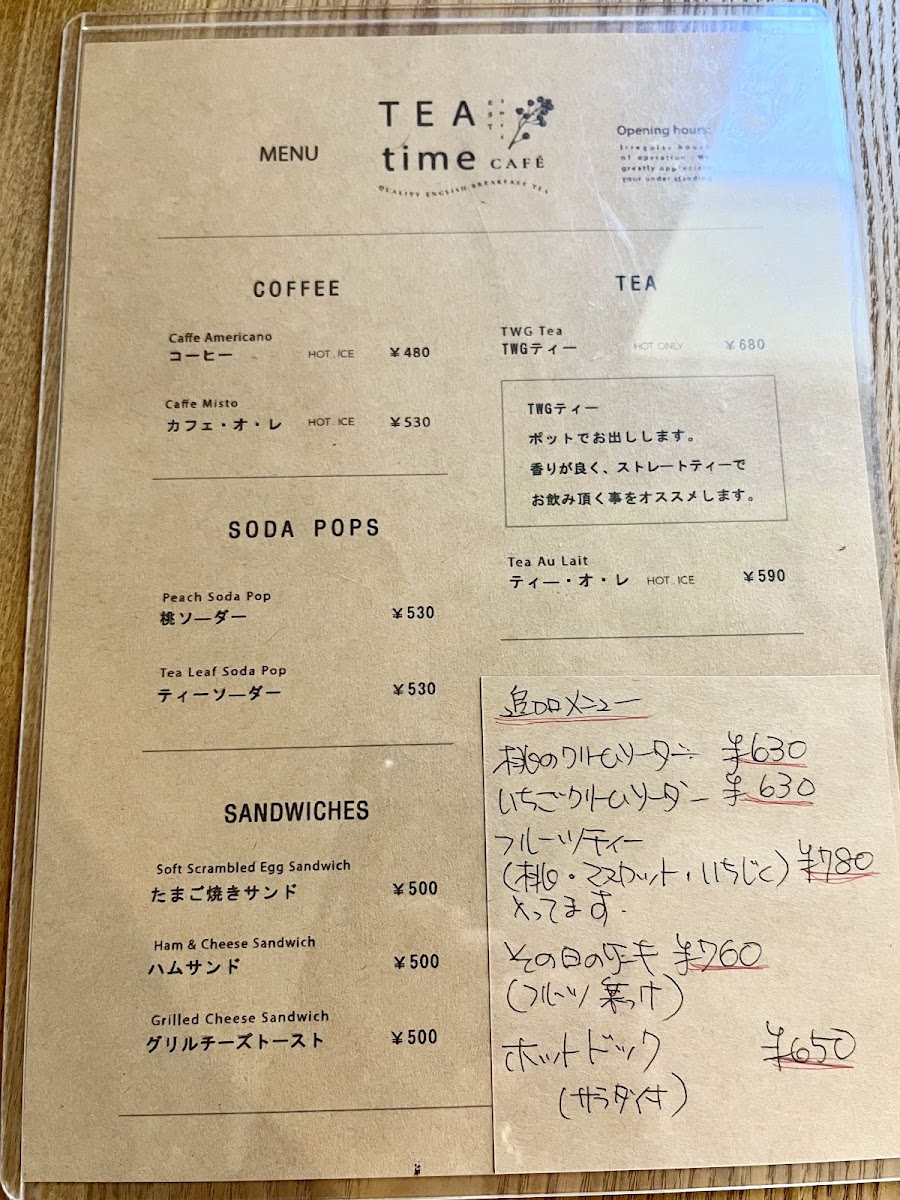 MENU
TEA
time CAFÉ
QUALITY ENGLISH BREAKFAST TEA
Opening hours:
Irregular hours
of operation. We
greatly appreciate
your understanding
COFFEE
Caffe Americano
コーヒー HOT . ICE ¥480
Caffe Misto
カフェ・オ・レ HOT . ICE ¥530
SODA POPS
Peach Soda Pop
桃ソーダー ¥530
Tea Leaf Soda Pop
ティーソーダー ¥530
SANDWICHES
Soft Scrambled Egg Sandwich
たまご焼きサンド ¥500
Ham & Cheese Sandwich
ハムサンド ¥500
Grilled Cheese Sandwich
グリルチーズトースト ¥500
TEA
TWG Tea
TWGティー HOT ONLY ¥680
TWGティー
ポットでお出しします。
香りが良く、ストレートティーで
お飲み頂く事をオススメします。
Tea Au Lait
ティー・オ・レ HOT . ICE ¥590
追加メニュー
桃のクリームソーダー ¥630
いちごクリームソーダー ¥630
フルーツティー
(桃・マスカット・いちじく) ¥780
入ってます.
その日のケーキ ¥760
(フルーツ 葉っけ)
ホットドック ¥650
(サラダ付)